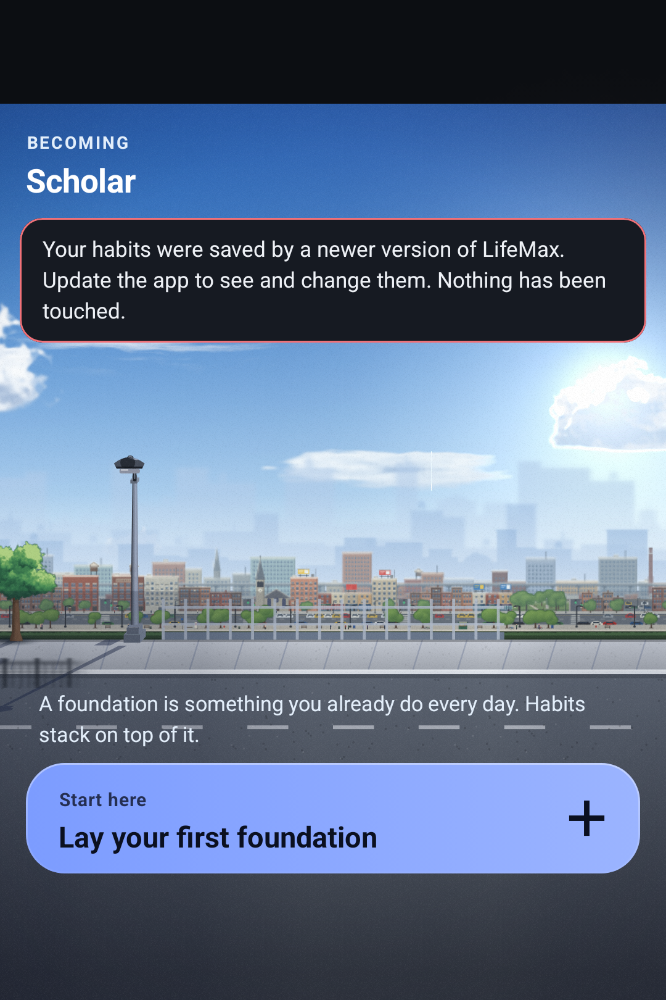 BECOMING
Scholar
Your habits were saved by a newer version of LifeMax.
Update the app to see and change them. Nothing has been
touched.
A foundation is something you already do every day. Habits
stack on top of it.
Start here
Lay your first foundation